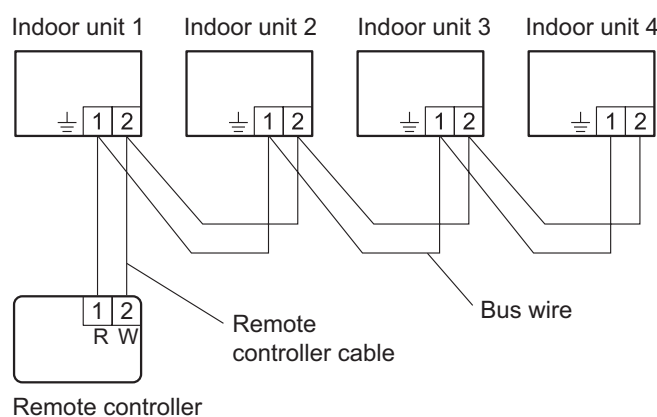 Indoor unit 1 Indoor unit 2 Indoor unit 3 Indoor unit 4
1 2 1 2 1 2 1 2
1 2
R W
Bus wire
Remote
controller cable
Remote controller